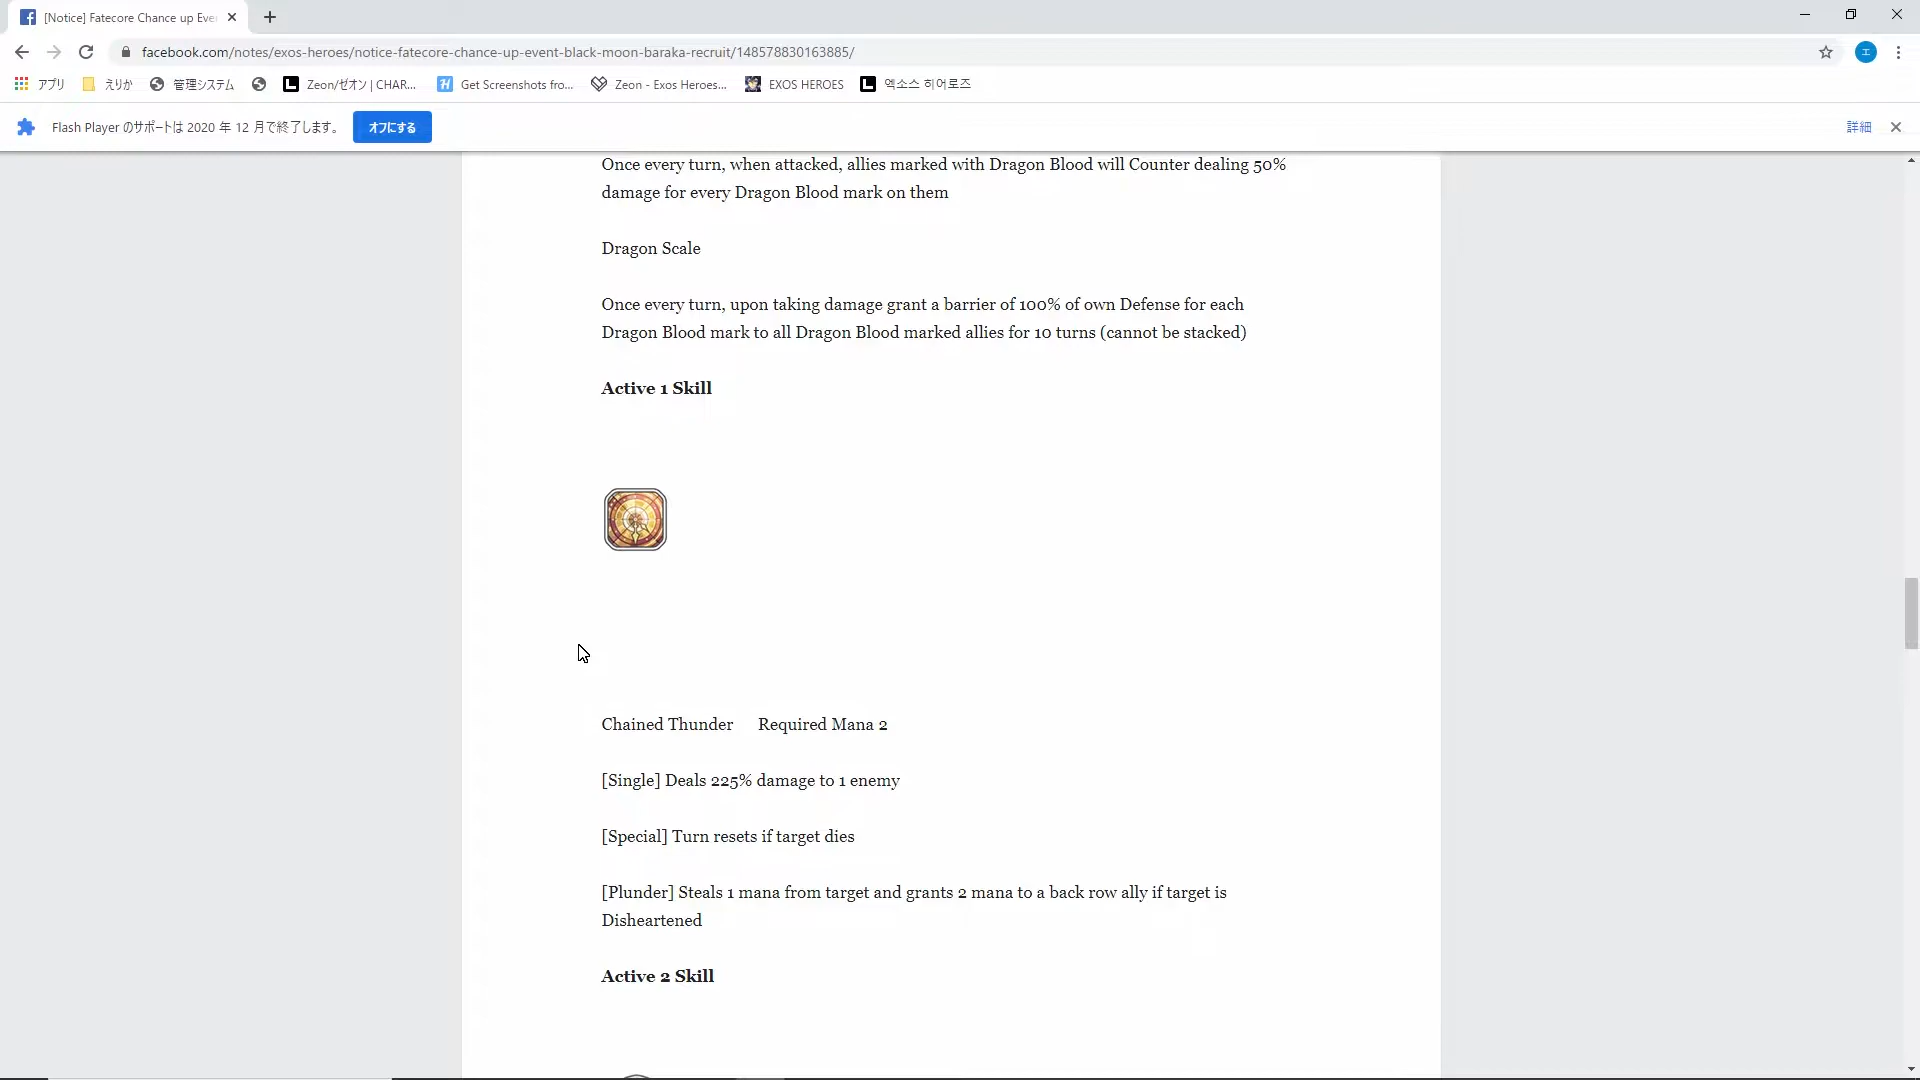 [Notice] Fatecore Chance up Eve
facebook.com/notes/exos-heroes/notice-fatecore-chance-up-event-black-moon-baraka-recruit/148578830163885/
エ
アプリ えりか 管理システム Zeon/ゼオン | CHAR... Get Screenshots fro... Zeon - Exos Heroes... EXOS HEROES 엑소스 히어로즈
Flash Player のサポートは 2020 年 12 月で終了します。 オフにする 詳細
Once every turn, when attacked, allies marked with Dragon Blood will Counter dealing 50%
damage for every Dragon Blood mark on them
Dragon Scale
Once every turn, upon taking damage grant a barrier of 100% of own Defense for each
Dragon Blood mark to all Dragon Blood marked allies for 10 turns (cannot be stacked)
Active 1 Skill
Chained Thunder Required Mana 2
[Single] Deals 225% damage to 1 enemy
[Special] Turn resets if target dies
[Plunder] Steals 1 mana from target and grants 2 mana to a back row ally if target is
Disheartened
Active 2 Skill